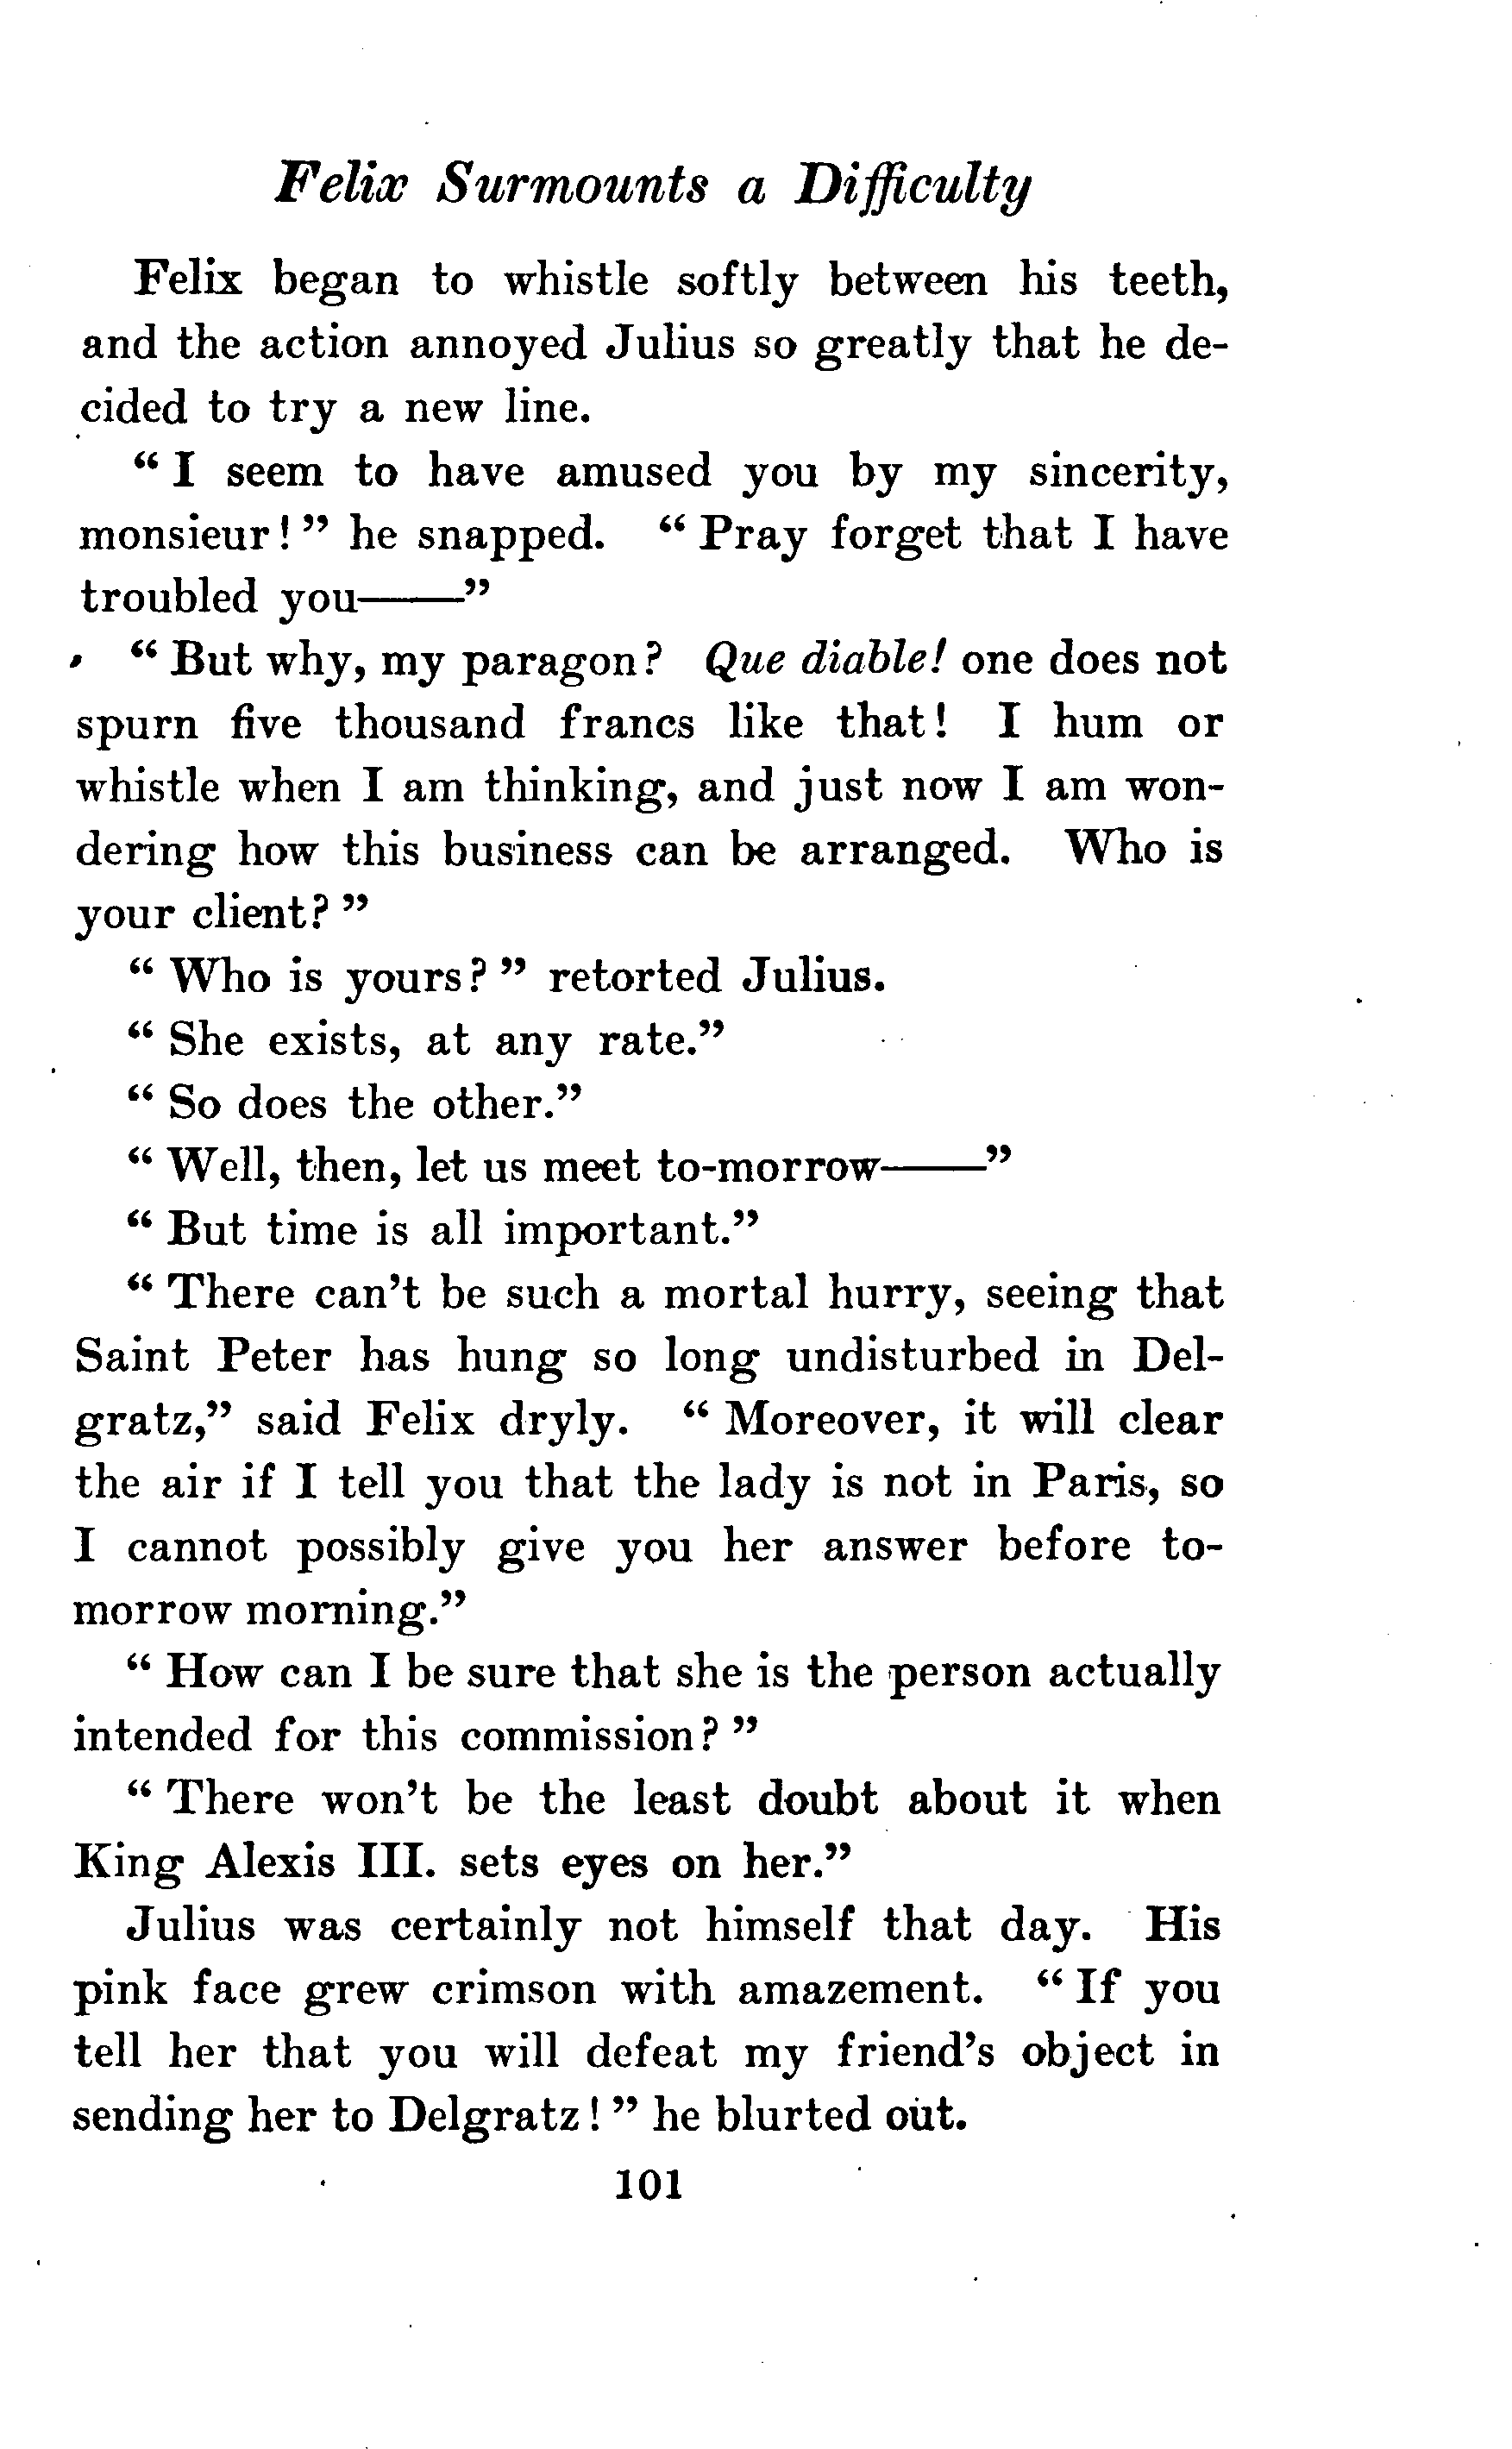 Felix Surmounts a Difficulty
Felix began to whistle softly between his teeth,
and the action annoyed Julius so greatly that he de-
cided to try a new line.
“ I seem to have amused you by my sincerity,
monsieur! ” he snapped. “ Pray forget that I have
troubled you——”
“ But why, my paragon? Que diable! one does not
spurn five thousand francs like that! I hum or
whistle when I am thinking, and just now I am won-
dering how this business can be arranged. Who is
your client? ”
“ Who is yours? ” retorted Julius.
“ She exists, at any rate.”
“ So does the other.”
“ Well, then, let us meet to-morrow——”
“ But time is all important.”
“ There can’t be such a mortal hurry, seeing that
Saint Peter has hung so long undisturbed in Del-
gratz,” said Felix dryly. “ Moreover, it will clear
the air if I tell you that the lady is not in Paris, so
I cannot possibly give you her answer before to-
morrow morning.”
“ How can I be sure that she is the person actually
intended for this commission? ”
“ There won’t be the least doubt about it when
King Alexis III. sets eyes on her.”
Julius was certainly not himself that day. His
pink face grew crimson with amazement. “ If you
tell her that you will defeat my friend’s object in
sending her to Delgratz! ” he blurted out.
101